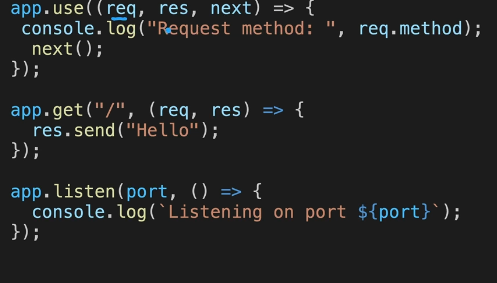 app.use((req, res, next) => {
console.log("Request method: ", req.method);
next();
});
app.get("/", (req, res) => {
res.send("Hello");
});
app.listen(port, () => {
console.log(`Listening on port ${port}`);
});